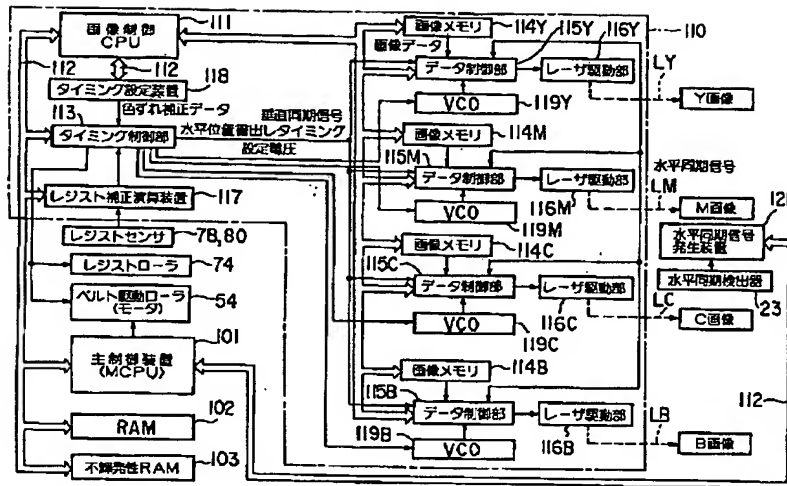 画像制御
CPU
111
112
112
118
タイミング設定装置
色ずれ補正データ
113
タイミング制御部
垂直同期信号
水平位置書出しタイミング
設定電圧
レジスト補正演算装置
117
レジストセンサ
78,80
レジストローラ
74
ベルト駆動ローラ
(モータ)
54
主制御装置
(MCPU)
101
RAM
102
不揮発性RAM
103
画像メモリ
114Y
115Y
116Y
110
画像データ
データ制御部
レーザ駆動部
LY
VCO
119Y
Y画像
画像メモリ
114M
115M
データ制御部
レーザ駆動部
水平同期信号
LM
VCO
119M
116M
M画像
画像メモリ
114C
115C
データ制御部
レーザ駆動部
水平同期信号
発生装置
水平同期検出器
23
LC
VCO
119C
116C
C画像
画像メモリ
114B
115B
データ制御部
レーザ駆動部
112
LB
119B
VCO
116B
B画像